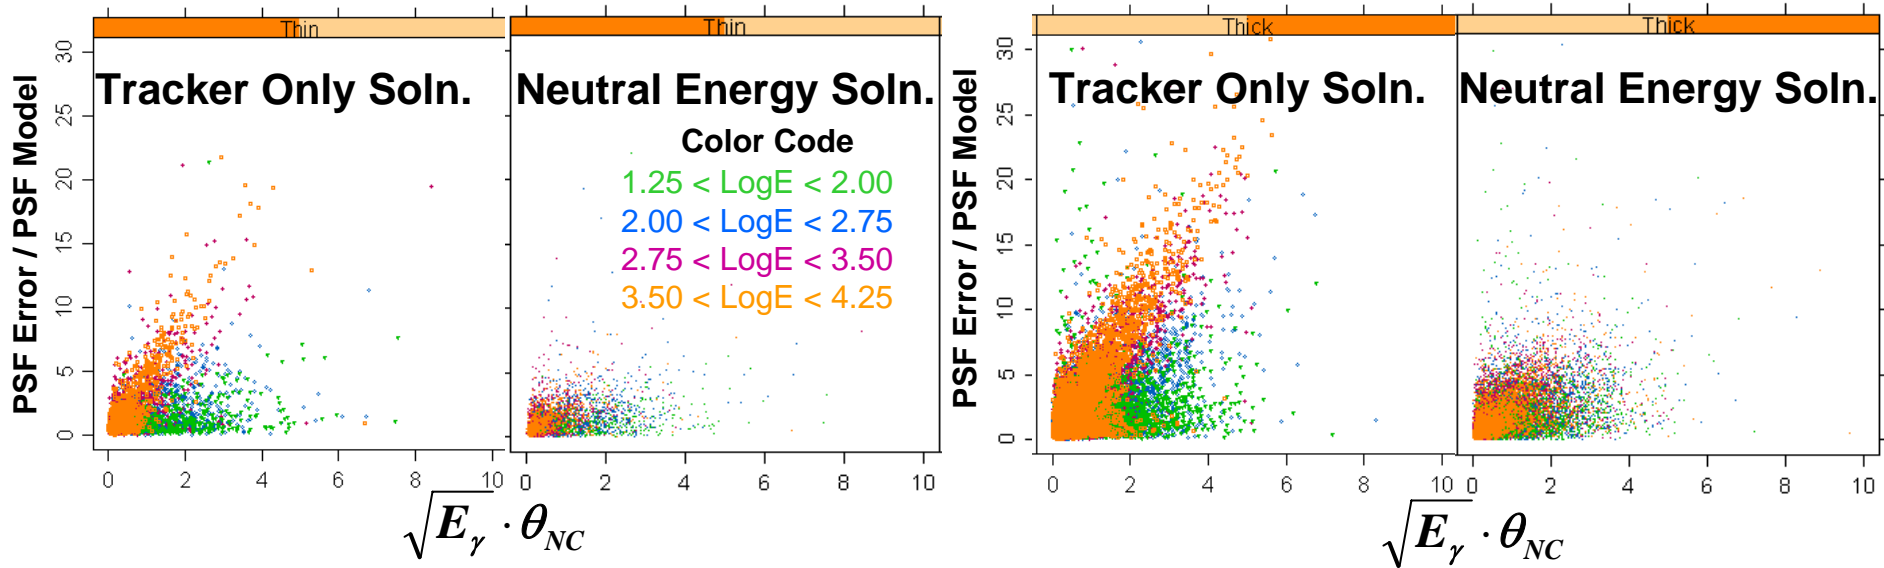 Thin
Thin
Thick
Thick
Tracker Only Soln.
Neutral Energy Soln.
Tracker Only Soln.
Neutral Energy Soln.
Color Code
1.25 < LogE < 2.00
2.00 < LogE < 2.75
2.75 < LogE < 3.50
3.50 < LogE < 4.25
PSF Error / PSF Model
30
25
20
15
10
5
0
PSF Error / PSF Model
30
25
20
15
10
5
0
0 2 4 6 8 10
0 2 4 6 8 10
0 2 4 6 8 10
0 2 4 6 8 10
√Eγ · θNC
√Eγ · θNC